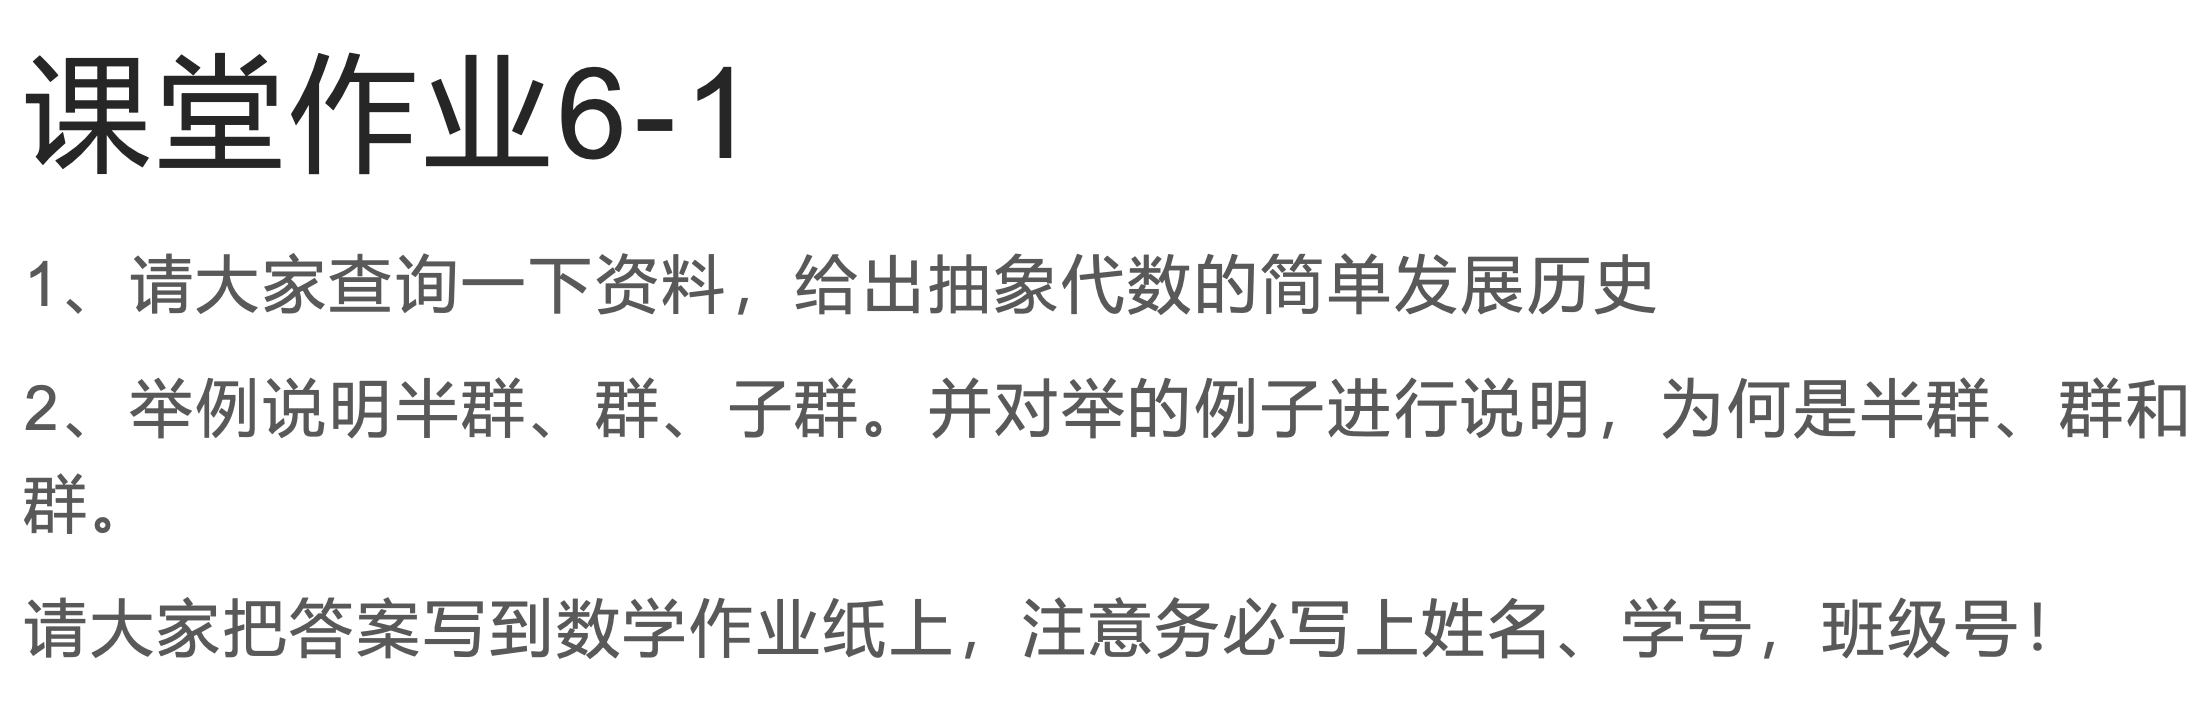 课堂作业6-1
1、请大家查询一下资料，给出抽象代数的简单发展历史
2、举例说明半群、群、子群。并对举的例子进行说明，为何是半群、群和
群。
请大家把答案写到数学作业纸上，注意务必写上姓名、学号，班级号！